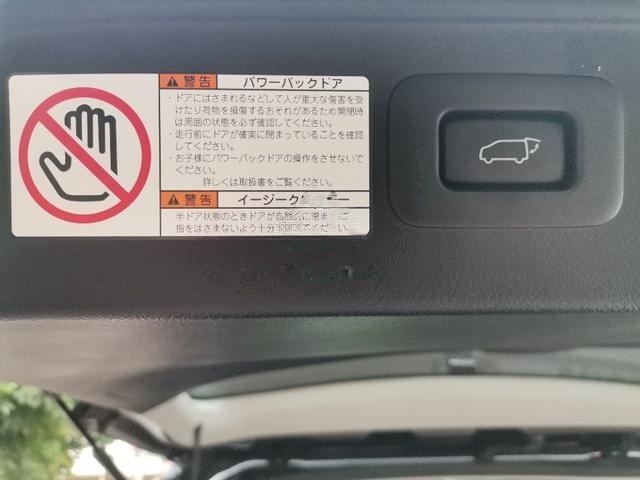 警告 パワーバックドア
・ドアにはさまれるなどして人が重大な傷害を受
けたり荷物を損傷するおそれがあるため開閉時
は周囲の状態を必ず確認してください。
・走行前にドアが確実に閉まっていることを確認
してください。
・お子様にパワーバックドアの操作をさせないで
ください。
詳しくは取扱書をご覧ください。
警告 イージーク
半ドア状態のときドアが自動
指をはさまないよう十分